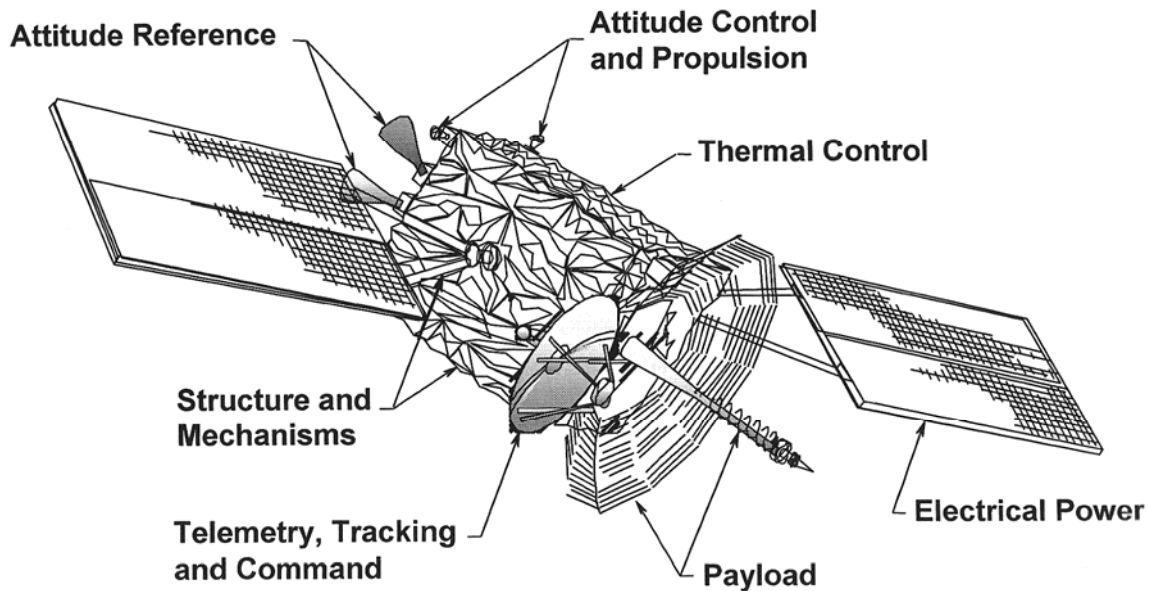 Attitude Reference
Attitude Control
and Propulsion
Thermal Control
Structure and
Mechanisms
Telemetry, Tracking
and Command
Payload
Electrical Power